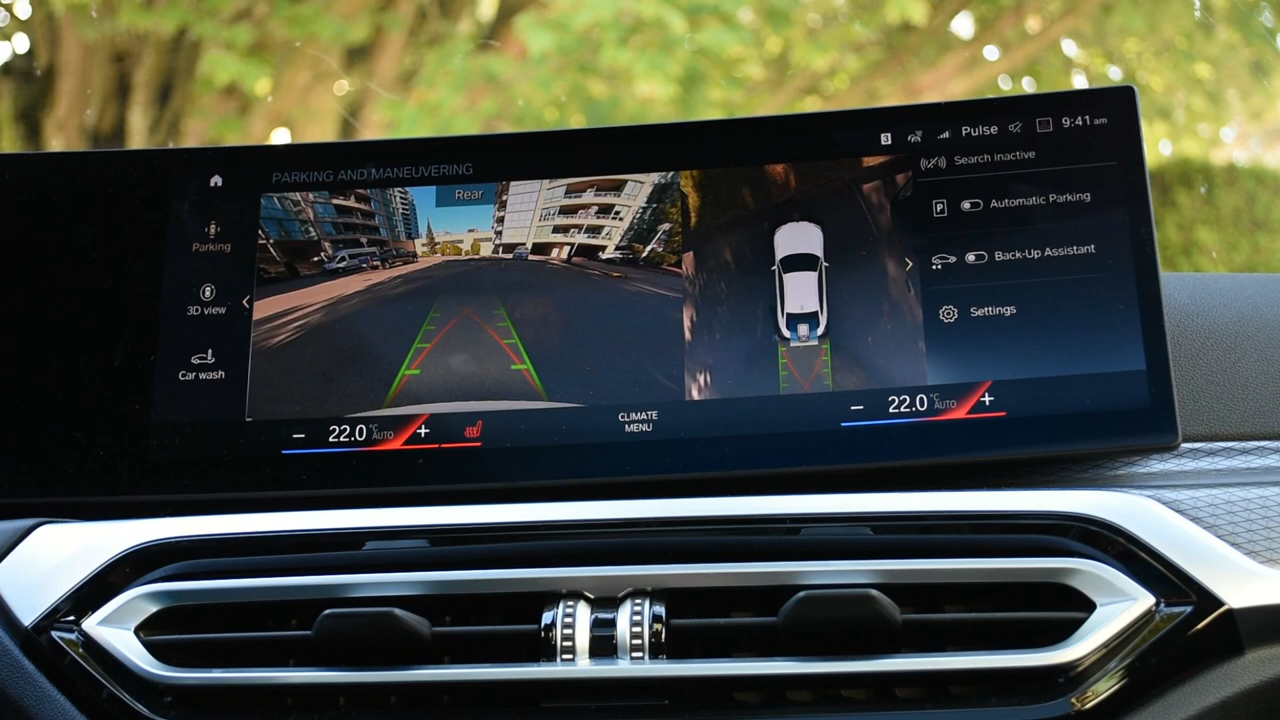 3 Pulse 9:41 am
PARKING AND MANEUVERING
Rear
Search inactive
Parking
P Automatic Parking
3D view
Back-Up Assistant
Car wash
Settings
− 22.0 °C AUTO +
CLIMATE
MENU
− 22.0 °C AUTO +